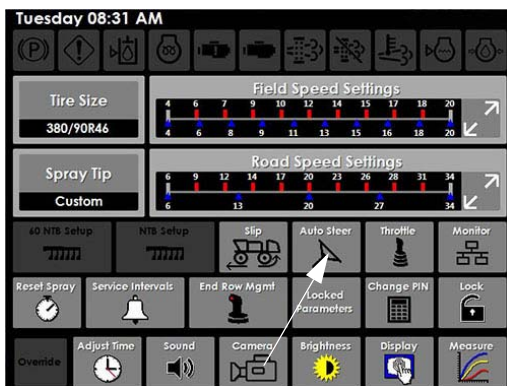 Tuesday 08:31 AM
Tire Size
380/90R46
Field Speed Settings
4 6 7 9 10 12 14 15 17 18 20
4 6 8 9 11 13 15 16 18 20
Spray Tip
Custom
Road Speed Settings
6 9 12 14 17 20 23 26 28 31 34
6 13 20 27 34
60 NTB Setup
NTB Setup
Slip
Auto Steer
Throttle
Monitor
Reset Spray
Service Intervals
End Row Mgmt
Locked
Parameters
Change PIN
Lock
Override
Adjust Time
Sound
Camera
Brightness
Display
Measure